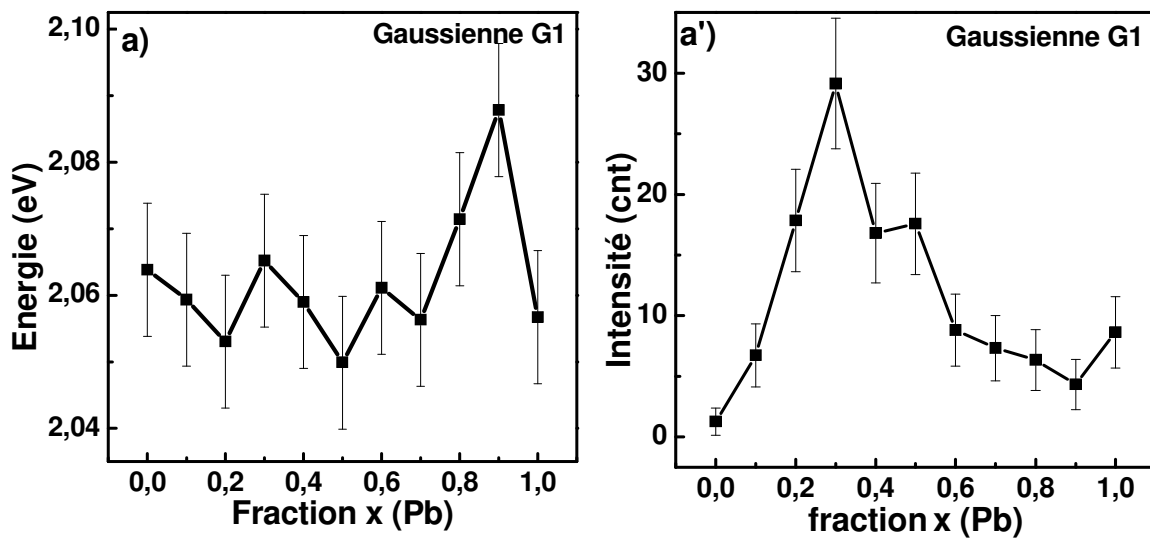 a)
Gaussienne G1
2,10
2,08
2,06
2,04
Energie (eV)
0,0 0,2 0,4 0,6 0,8 1,0
Fraction x (Pb)
a')
Gaussienne G1
30
20
10
0
Intensité (cnt)
0,0 0,2 0,4 0,6 0,8 1,0
fraction x (Pb)